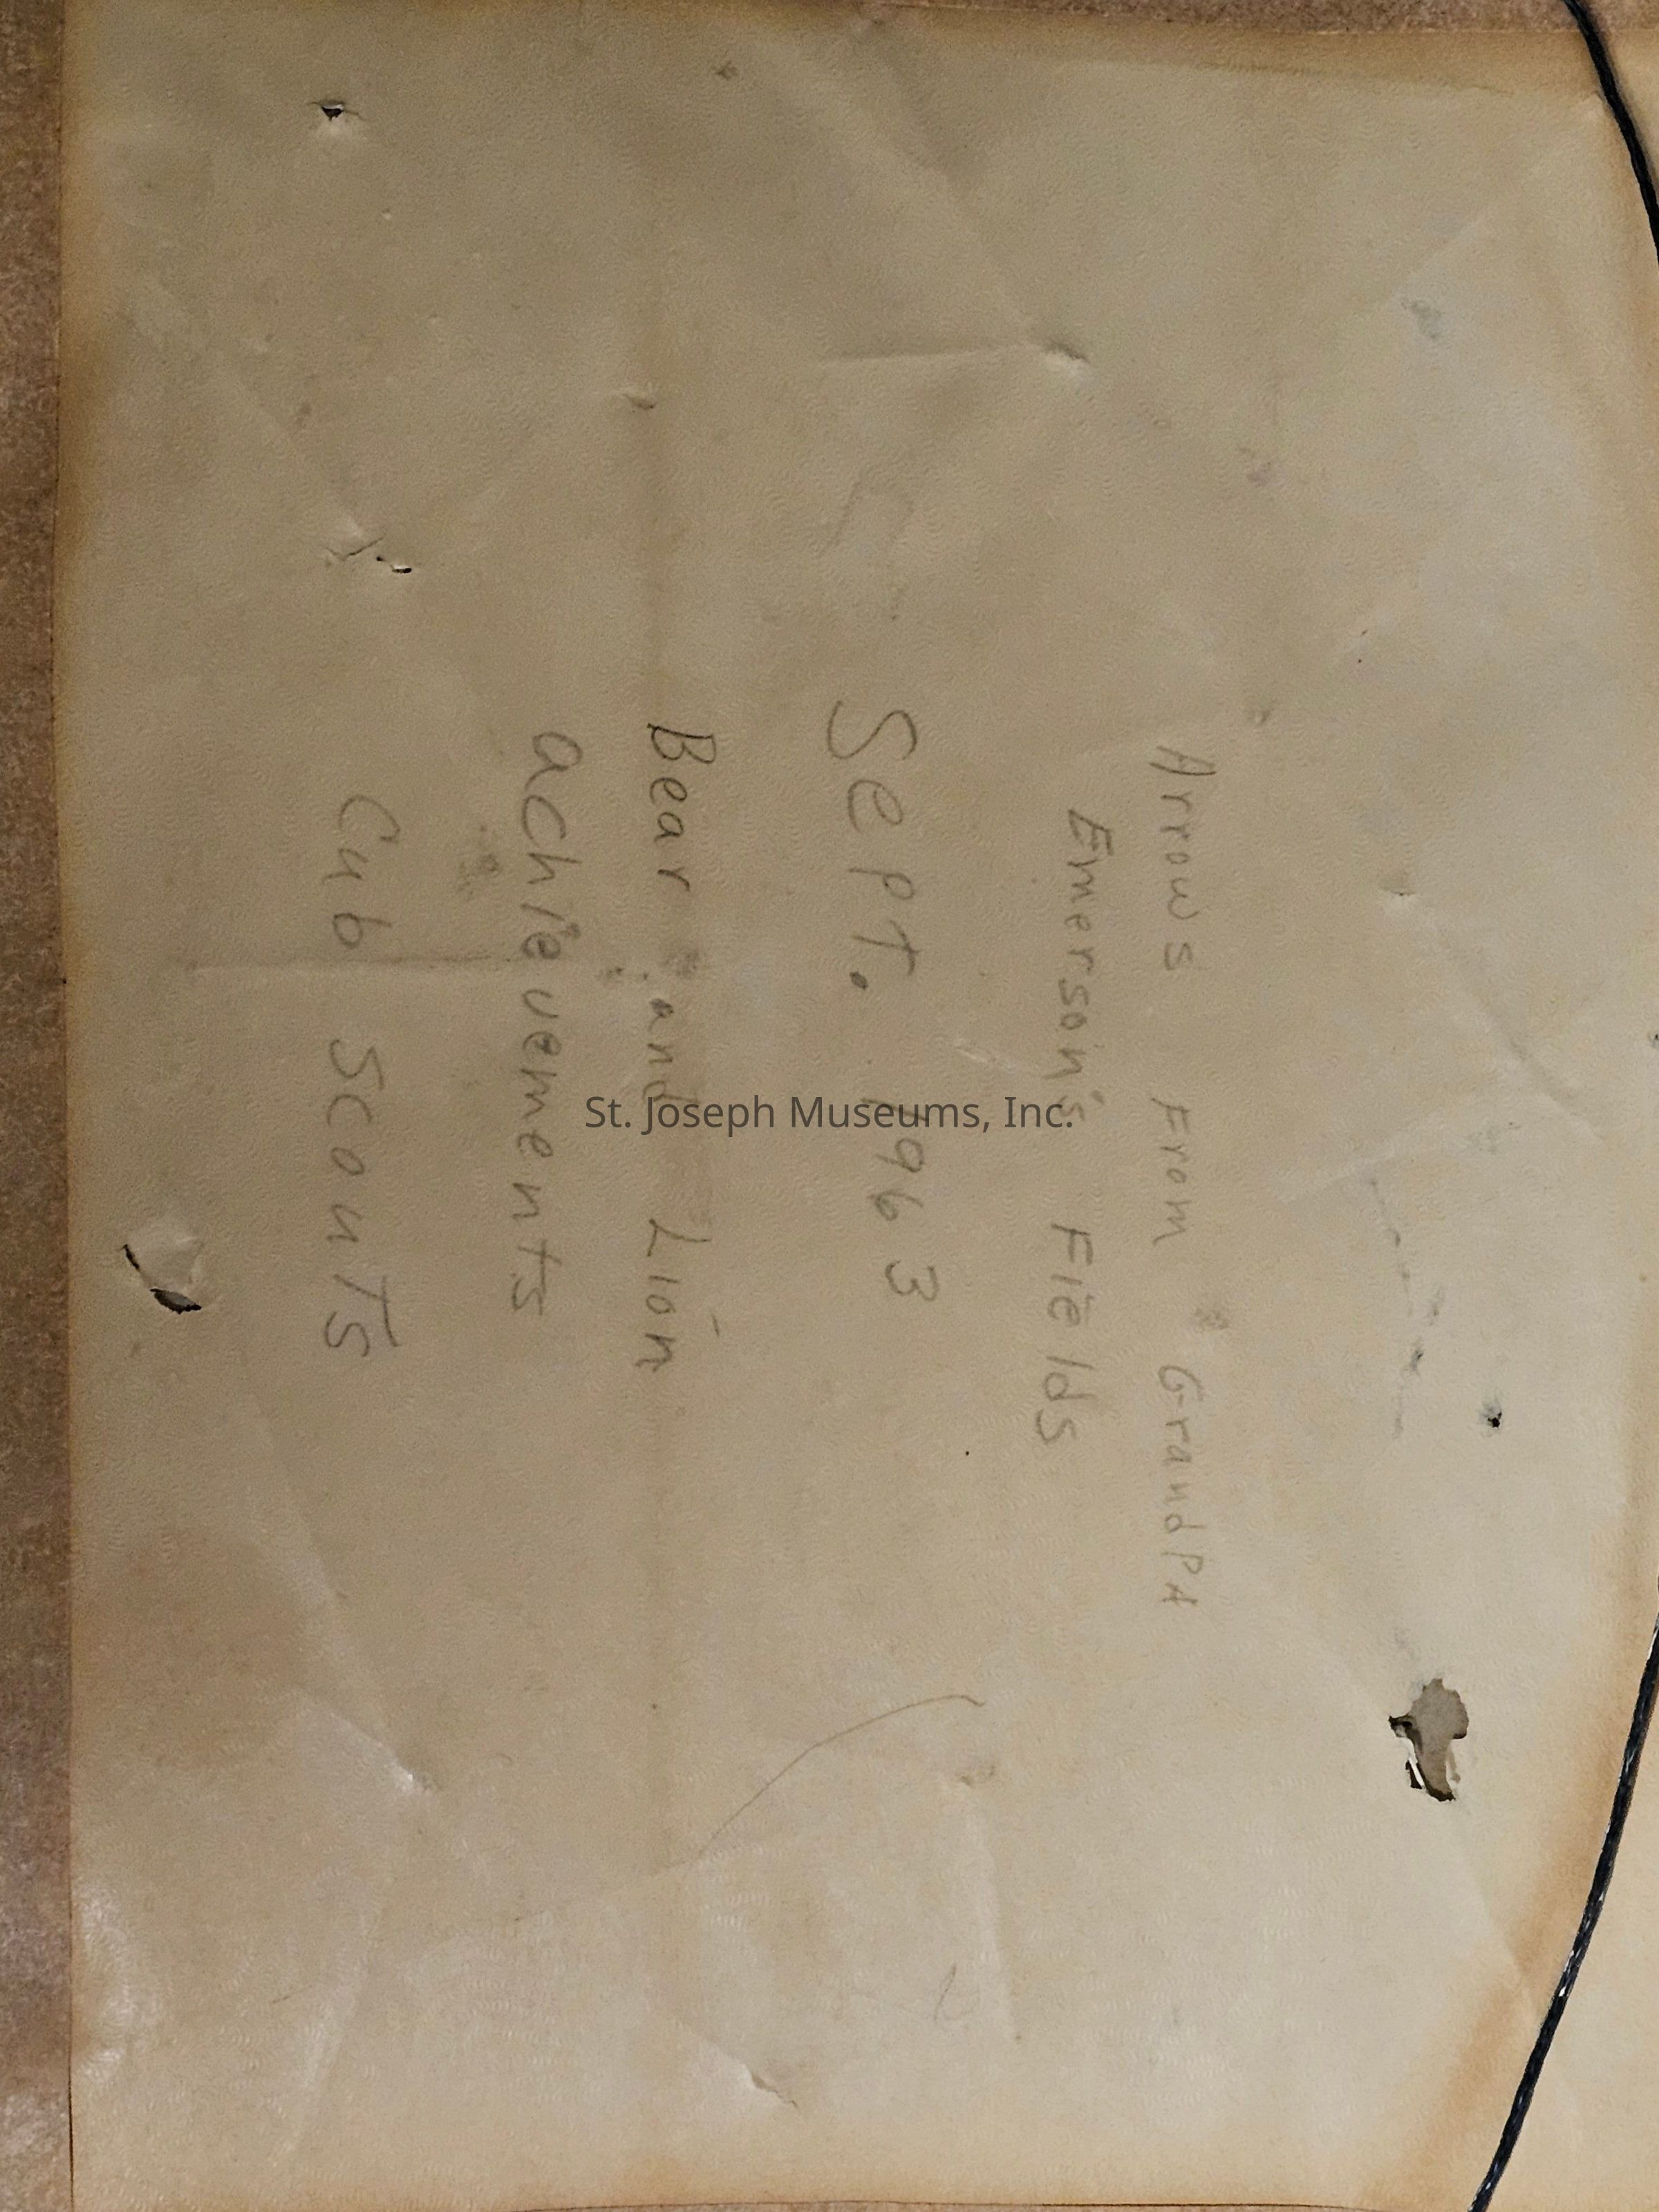 Arrows From GrandPA
Emerson's Fields
Sept. 1963
Bear and Lion
achievements
Cub Scouts
St. Joseph Museums, Inc.